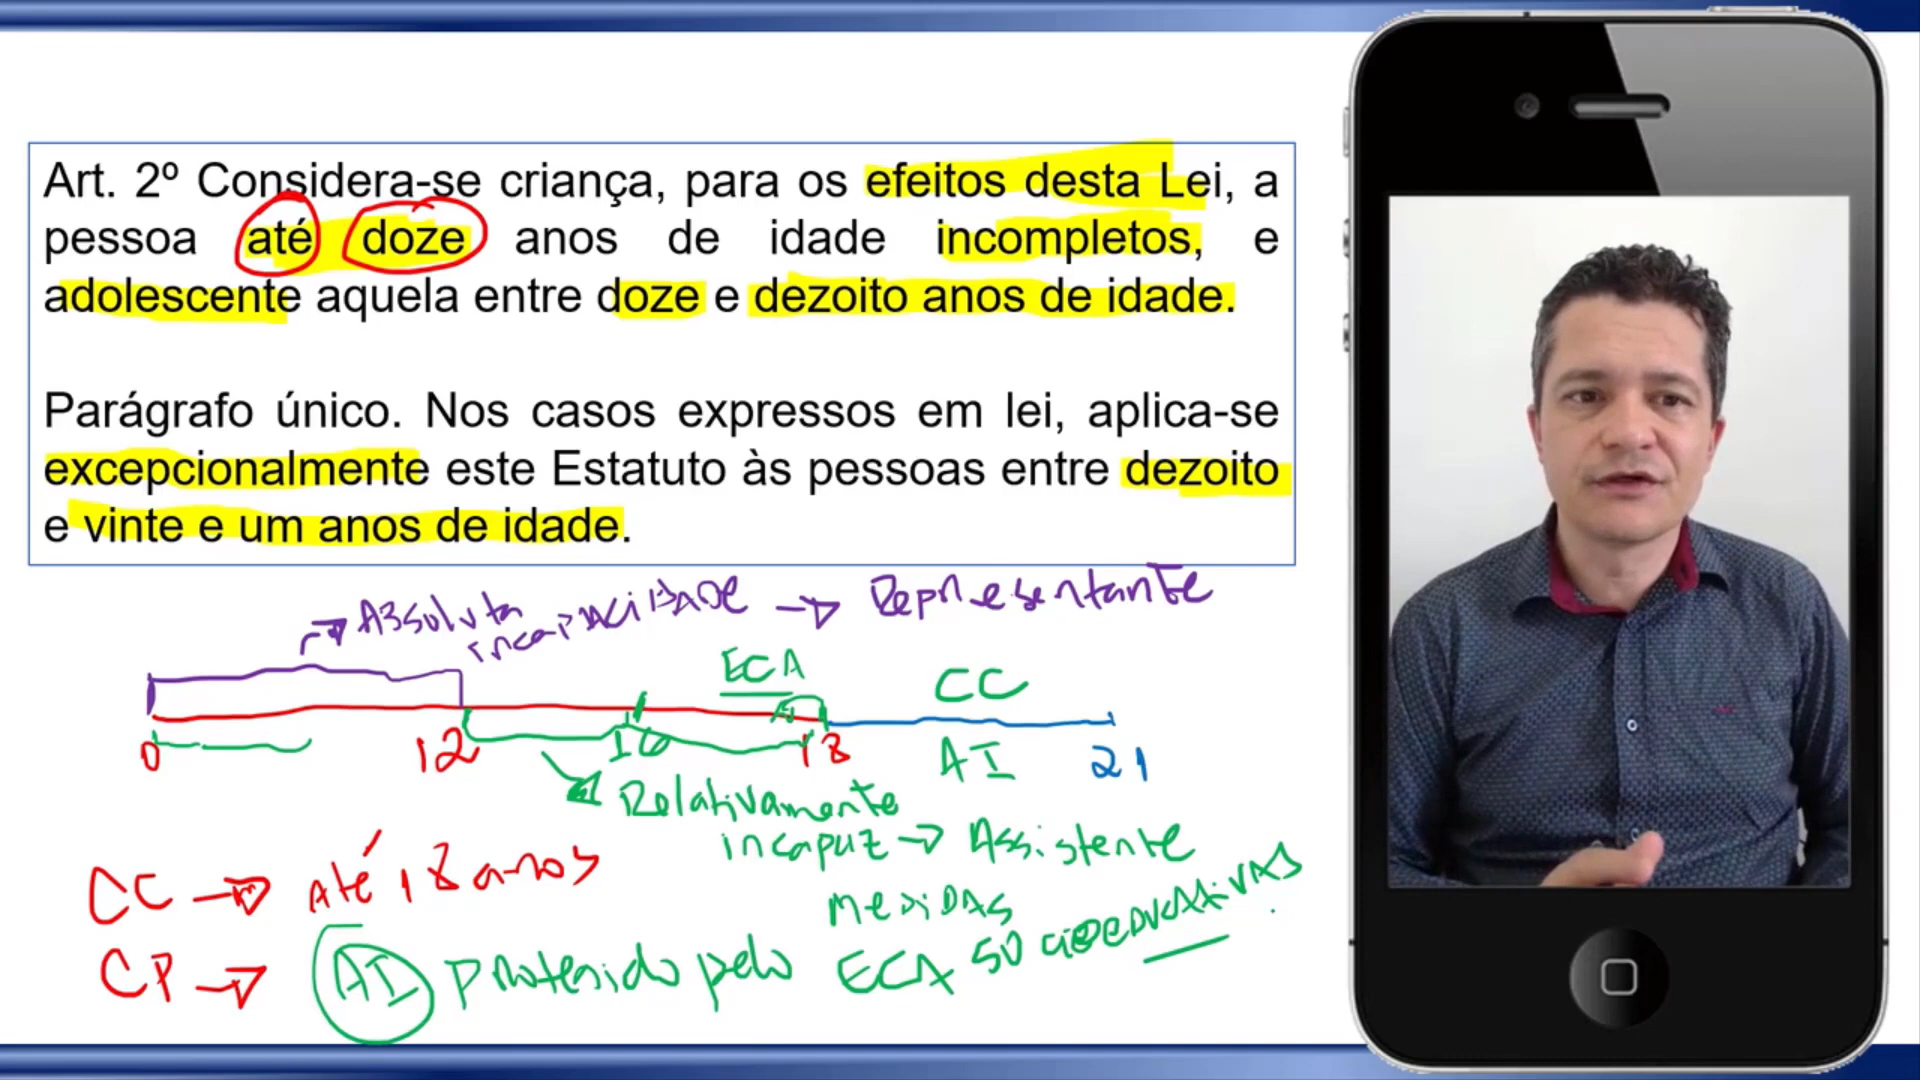 Art. 2º Considera-se criança, para os efeitos desta Lei, a
pessoa até doze anos de idade incompletos, e
adolescente aquela entre doze e dezoito anos de idade.
Parágrafo único. Nos casos expressos em lei, aplica-se
excepcionalmente este Estatuto às pessoas entre dezoito
e vinte e um anos de idade.
Absoluta
incapacidade → Representante
ECA CC
0 12 16 18 AI 21
Relativamente
incapaz → Assistente
CC → Até 18 anos
medidas
CP → AI protegido pelo ECA socioeducativas